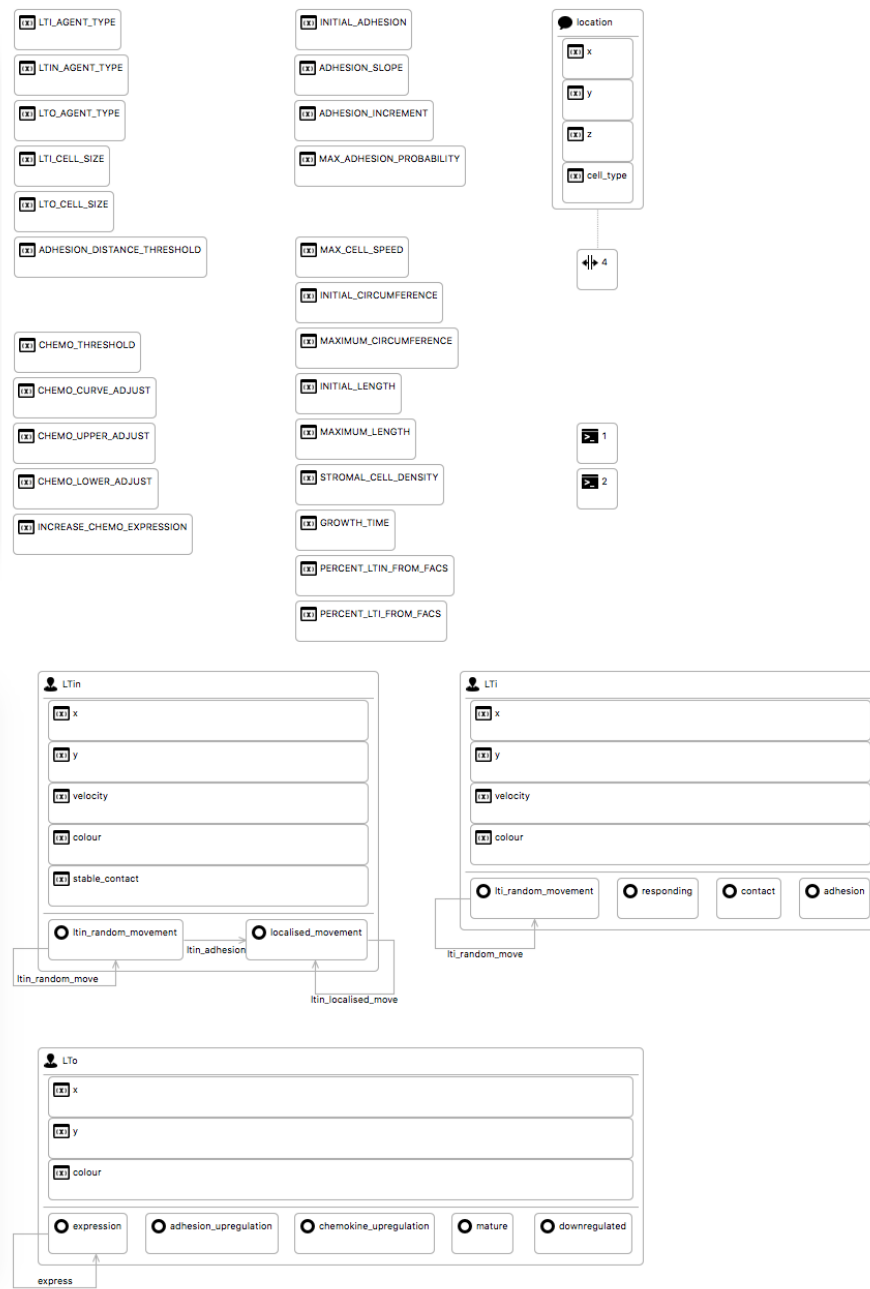 LTI_AGENT_TYPE
LTIN_AGENT_TYPE
LTO_AGENT_TYPE
LTI_CELL_SIZE
LTO_CELL_SIZE
ADHESION_DISTANCE_THRESHOLD
CHEMO_THRESHOLD
CHEMO_CURVE_ADJUST
CHEMO_UPPER_ADJUST
CHEMO_LOWER_ADJUST
INCREASE_CHEMO_EXPRESSION
INITIAL_ADHESION
ADHESION_SLOPE
ADHESION_INCREMENT
MAX_ADHESION_PROBABILITY
MAX_CELL_SPEED
INITIAL_CIRCUMFERENCE
MAXIMUM_CIRCUMFERENCE
INITIAL_LENGTH
MAXIMUM_LENGTH
STROMAL_CELL_DENSITY
GROWTH_TIME
PERCENT_LTIN_FROM_FACS
PERCENT_LTI_FROM_FACS
location
x
y
z
cell_type
4
1
2
LTin
x
y
velocity
colour
stable_contact
ltin_random_movement
localised_movement
ltin_adhesion
ltin_random_move
ltin_localised_move
LTi
x
y
velocity
colour
lti_random_movement
responding
contact
adhesion
lti_random_move
LTo
x
y
colour
expression
adhesion_upregulation
chemokine_upregulation
mature
downregulated
express